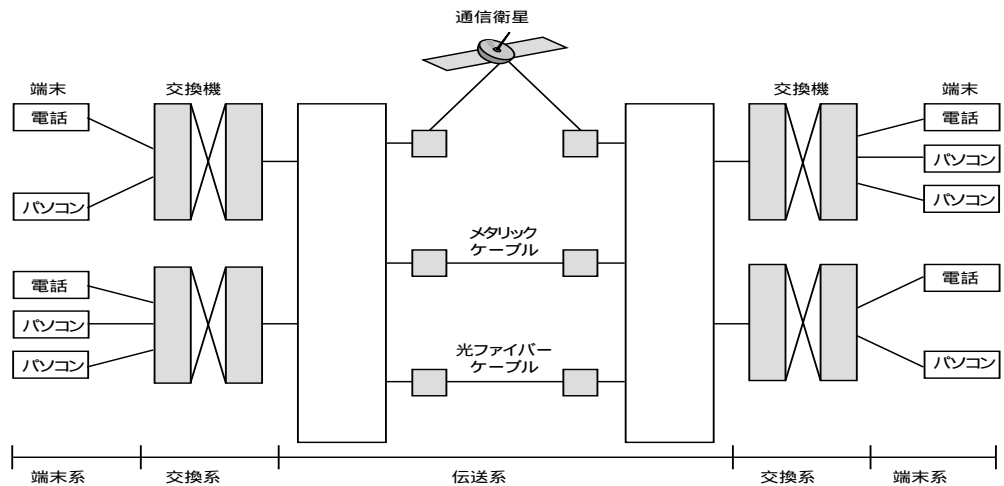 通信衛星
端末
交換機
交換機
端末
電話
パソコン
電話
パソコン
パソコン
メタリック
ケーブル
電話
パソコン
パソコン
電話
パソコン
光ファイバー
ケーブル
端末系
交換系
伝送系
交換系
端末系